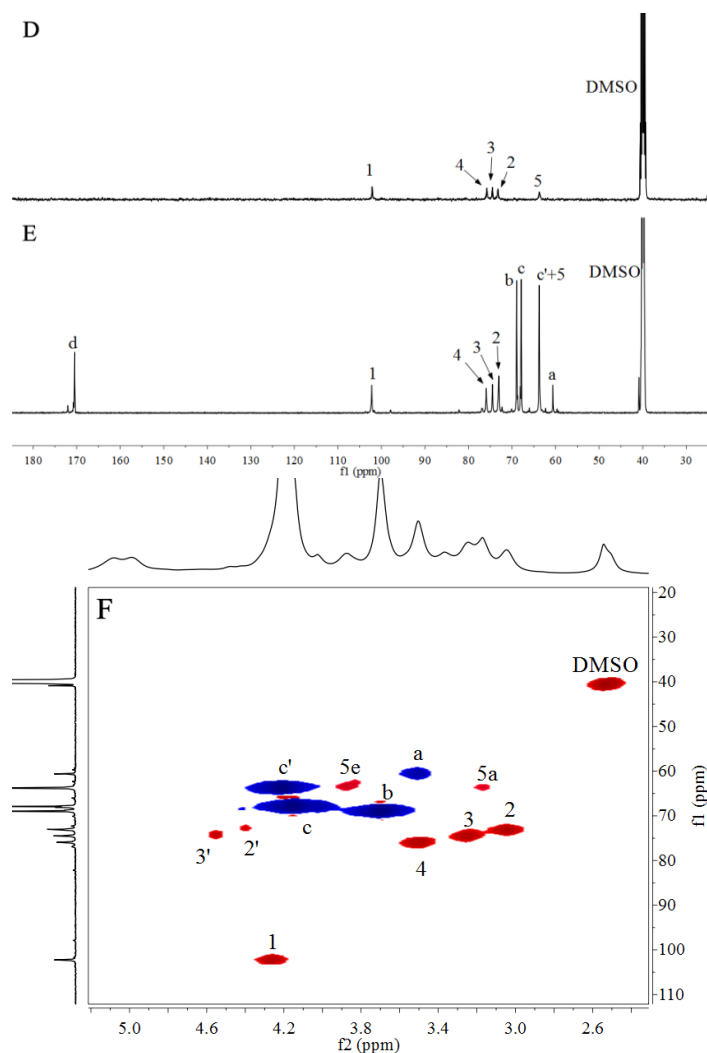 D
DMSO
3
4
2
1
5
E
c
b
c'+5
DMSO
d
2
3
4
1
a
180 170 160 150 140 130 120 110 100 90 80 70 60 50 40 30
f1 (ppm)
F
20
DMSO
30
40
50
a
c'
5e
5a
60
b
70
c
3
2
3'
2'
4
80
90
1
100
110
f1 (ppm)
5.0 4.6 4.2 3.8 3.4 3.0 2.6
f2 (ppm)